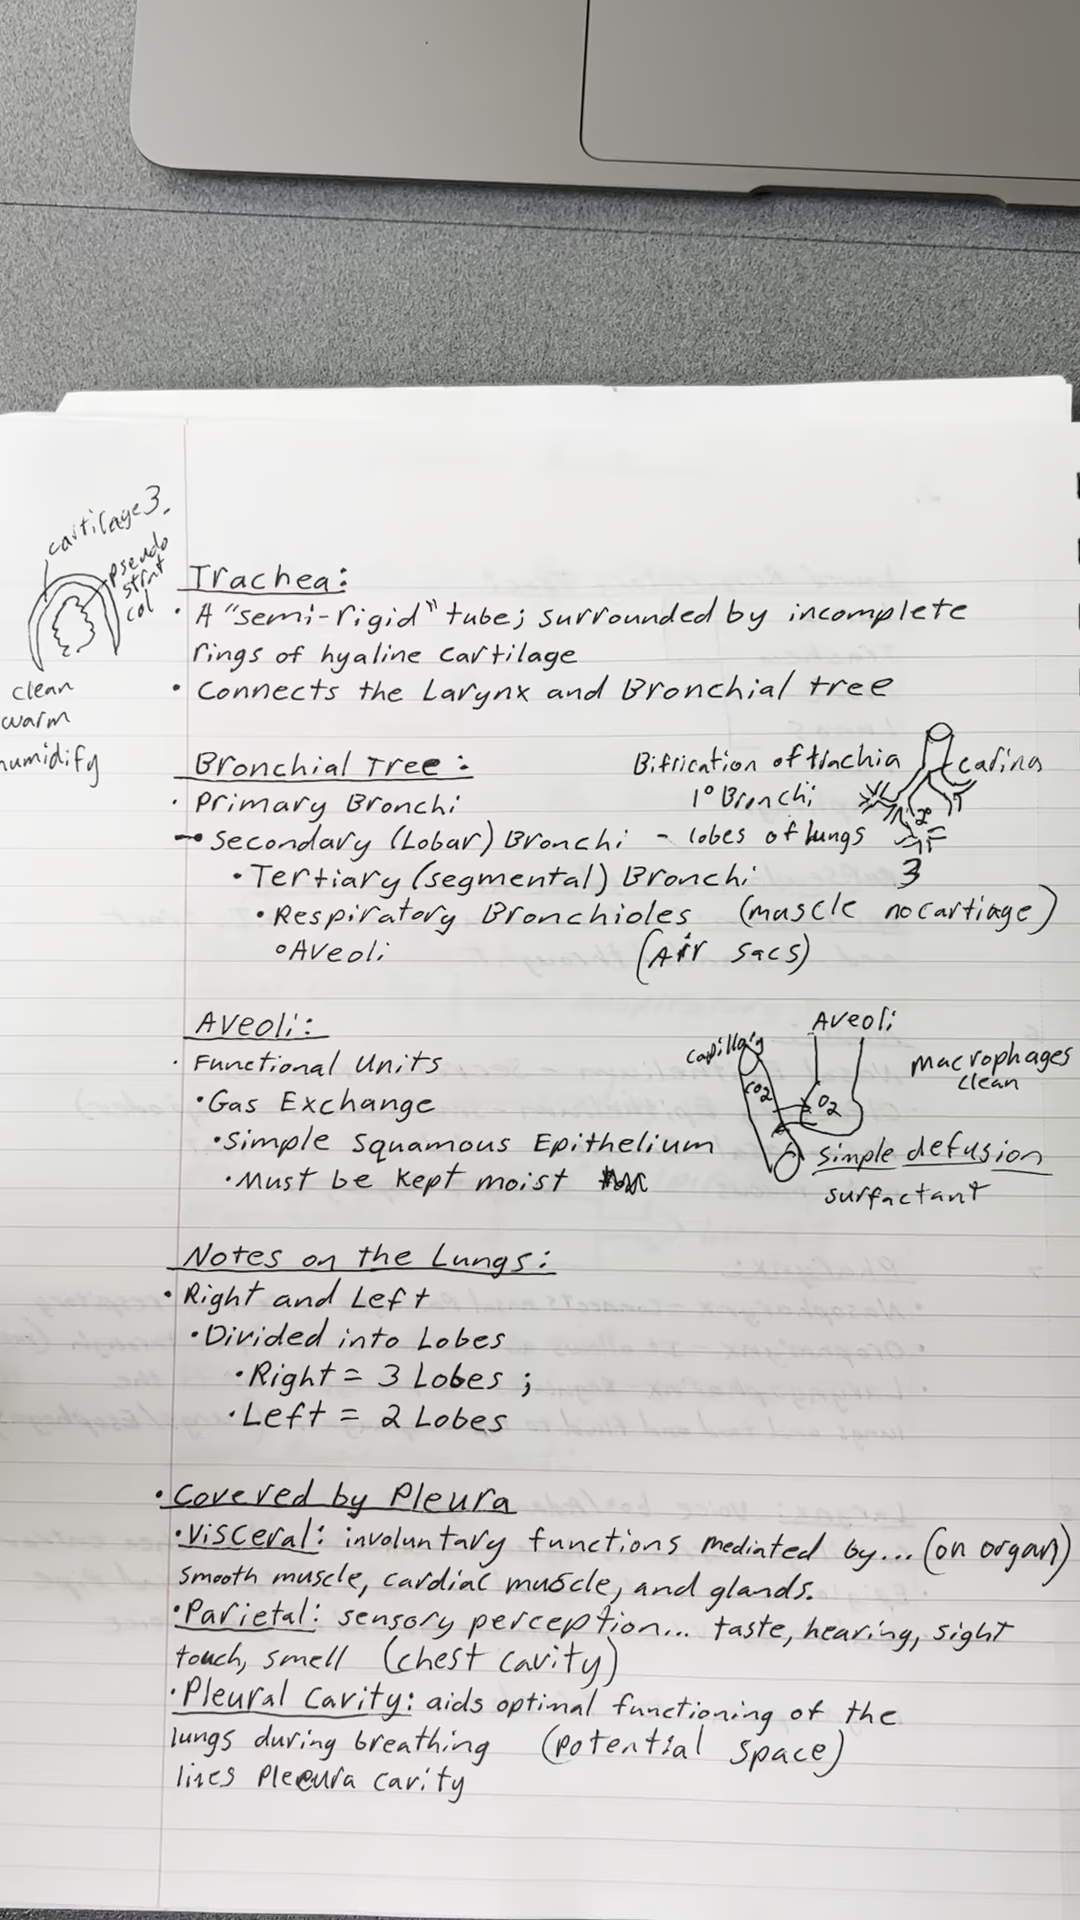 cartilage 3
pseudo
strat
col
clean
warm
humidify
Trachea:
· A "semi-rigid" tube; surrounded by incomplete
rings of hyaline cartilage
· Connects the Larynx and Bronchial tree
Bronchial Tree:
· Primary Bronchi
Bifrication of trachia
carina
1° Bronchi
2
3
Secondary (Lobar) Bronchi - lobes of lungs
· Tertiary (segmental) Bronchi
· Respiratory Bronchioles (muscle no cartiage)
Aveoli (Air sacs)
Aveoli:
· Functional Units
· Gas Exchange
· simple squamous Epithelium
· Must be kept moist
Aveoli
capillary
CO2
O2
macrophages
clean
simple defusion
surfactant
Notes on the Lungs:
· Right and Left
· Divided into Lobes
· Right = 3 Lobes ;
· Left = 2 Lobes
· Covered by Pleura
· Visceral: involuntary functions mediated by... (on organ)
smooth muscle, cardiac muscle, and glands.
· Parietal: sensory perception... taste, hearing, sight
touch, smell (chest cavity)
· Pleural Cavity: aids optimal functioning of the
lungs during breathing (potential space)
lines Pleeura cavity